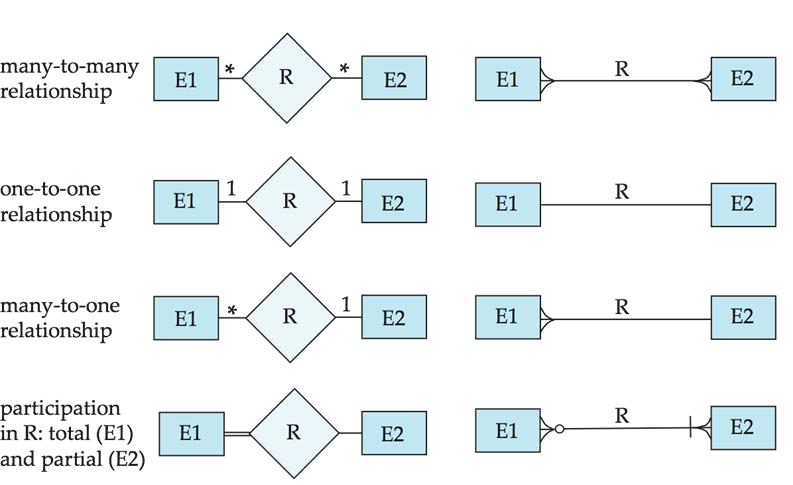 many-to-many
relationship
E1 * R * E2
E1 R E2
one-to-one
relationship
E1 1 R 1 E2
E1 R E2
many-to-one
relationship
E1 * R 1 E2
E1 R E2
participation
in R: total (E1)
and partial (E2)
E1 R E2
E1 R E2